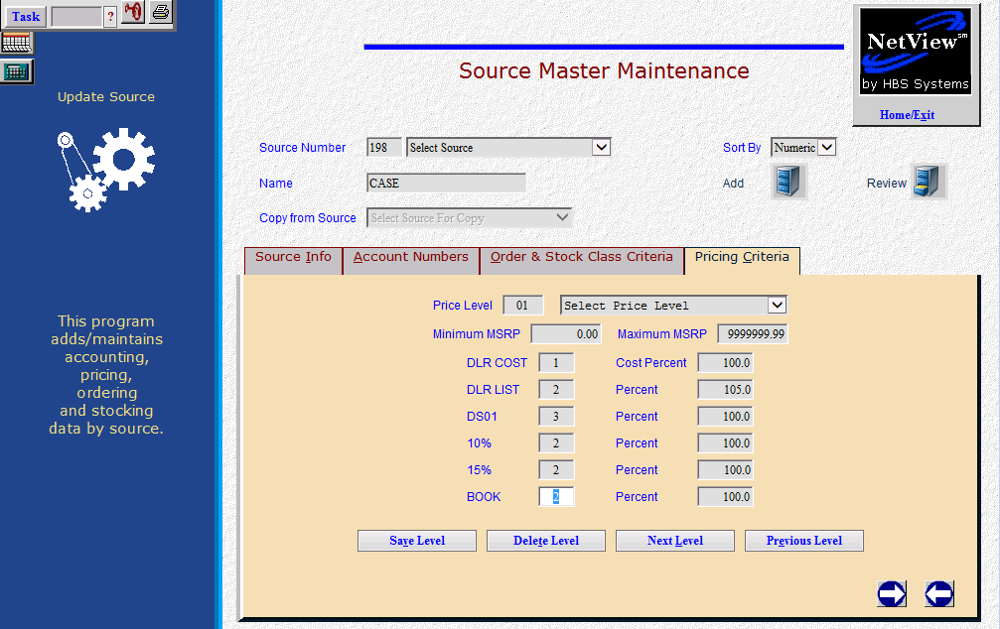 Task
?
Update Source
This program
adds/maintains
accounting,
pricing,
ordering
and stocking
data by source.
Source Master Maintenance
NetView℠
by HBS Systems
Home/Exit
Source Number 198 Select Source Sort By Numeric
Name CASE Add Review
Copy from Source Select Source For Copy
Source Info Account Numbers Order & Stock Class Criteria Pricing Criteria
Price Level 01 Select Price Level
Minimum MSRP 0.00 Maximum MSRP 9999999.99
DLR COST 1 Cost Percent 100.0
DLR LIST 2 Percent 105.0
DS01 3 Percent 100.0
10% 2 Percent 100.0
15% 2 Percent 100.0
BOOK 2 Percent 100.0
Save Level Delete Level Next Level Previous Level